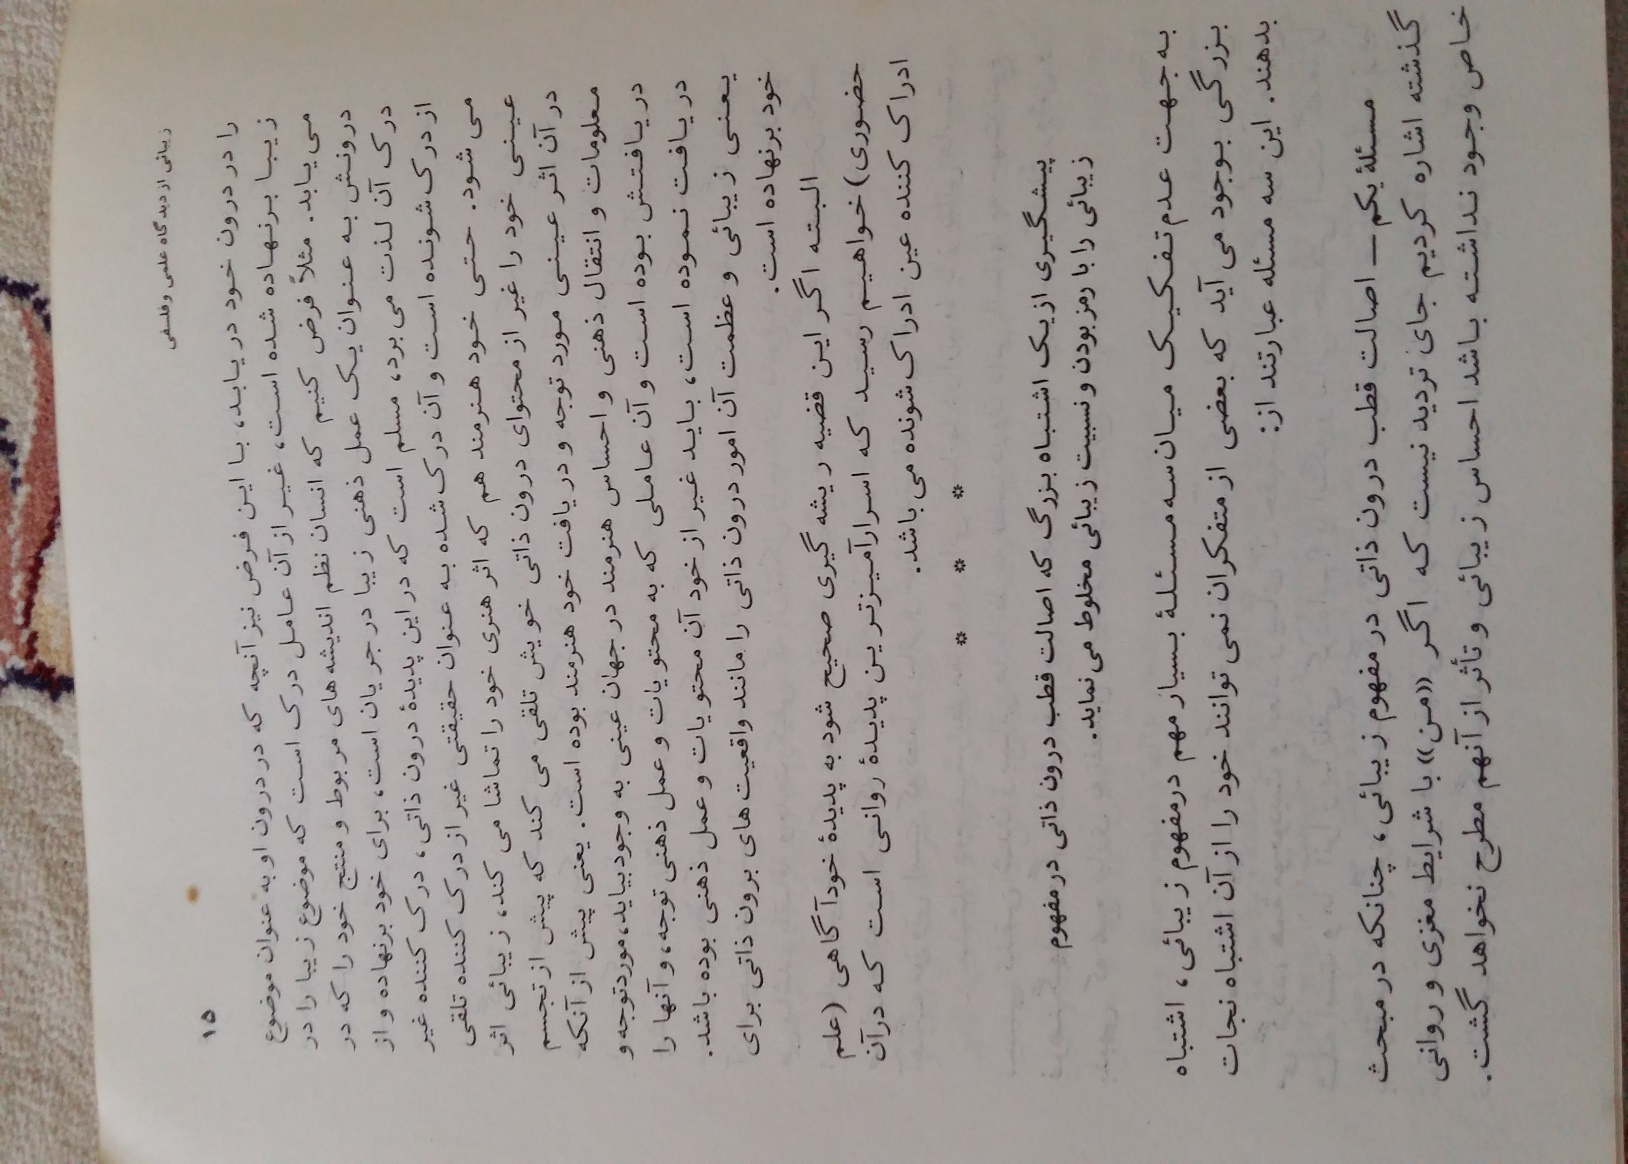 زیبائی از دیدگاه علمی و فلسفی
۱۵
را در درون خود در یابد، با این فرض نیز آنچه که در درون او به عنوان موضوع
زیبا برنهاده شده است، غیر از آن عامل درک است که موضوع زیبا را در
می یابد. مثلاً فرض کنیم که انسان نظم اندیشه های مربوط و منتج خود را که در
درونش به عنوان یک عمل ذهنی زیبا در جریان است، برای خود برنهاده و از
درک آن لذت می برد، مسلم است که در این پدیدهٔ درون ذاتی، درک کننده غیر
از درک شونده است و آن درک شده به عنوان حقیقتی غیر از درک کننده تلقی
می شود. حتی خود هنرمند هم که اثر هنری خود را تماشا می کند، زیبائی اثر
عینی خود را غیر از محتوای درون ذاتی خویش تلقی می کند که پیش از تجسم
در آن اثر عینی مورد توجه و دریافت خود هنرمند بوده است. یعنی پیش از آنکه
معلومات و انتقال ذهنی و احساس هنرمند در جهان عینی به وجود بیاید، مورد توجه و
دریافتش بوده است و آن عاملی که به محتویات و عمل ذهنی توجه، و آنها را
دریافت نموده است، باید غیر از خود آن محتویات و عمل ذهنی بوده باشد.
یعنی زیبائی و عظمت آن امور درون ذاتی را مانند واقعیت های برون ذاتی برای
خود برنهاده است.
البته اگر این قضیه ریشه گیری صحیح شود به پدیدهٔ خودآگاهی (علم
حضوری) خواهیم رسید که اسرارآمیزترین پدیدهٔ روانی است که در آن
ادراک کننده عین ادراک شونده می باشد.
* * *
پیشگیری از یک اشتباه بزرگ که اصالت قطب درون ذاتی در مفهوم
زیبائی را با رمز بودن و نسبیت زیبائی مخلوط می نماید.
به جهت عدم تفکیک میان سه مسئلهٔ بسیار مهم در مفهوم زیبائی، اشتباه
بزرگی بوجود می آید که بعضی از متفکران نمی توانند خود را از آن اشتباه نجات
بدهند. این سه مسئله عبارتند از:
مسئلهٔ یکم — اصالت قطب درون ذاتی در مفهوم زیبائی، چنانکه در مبحث
گذشته اشاره کردیم جای تردید نیست که اگر «من» با شرایط مغزی و روانی
خاص وجود نداشته باشد احساس زیبائی و تأثر از آنهم مطرح نخواهد گشت.